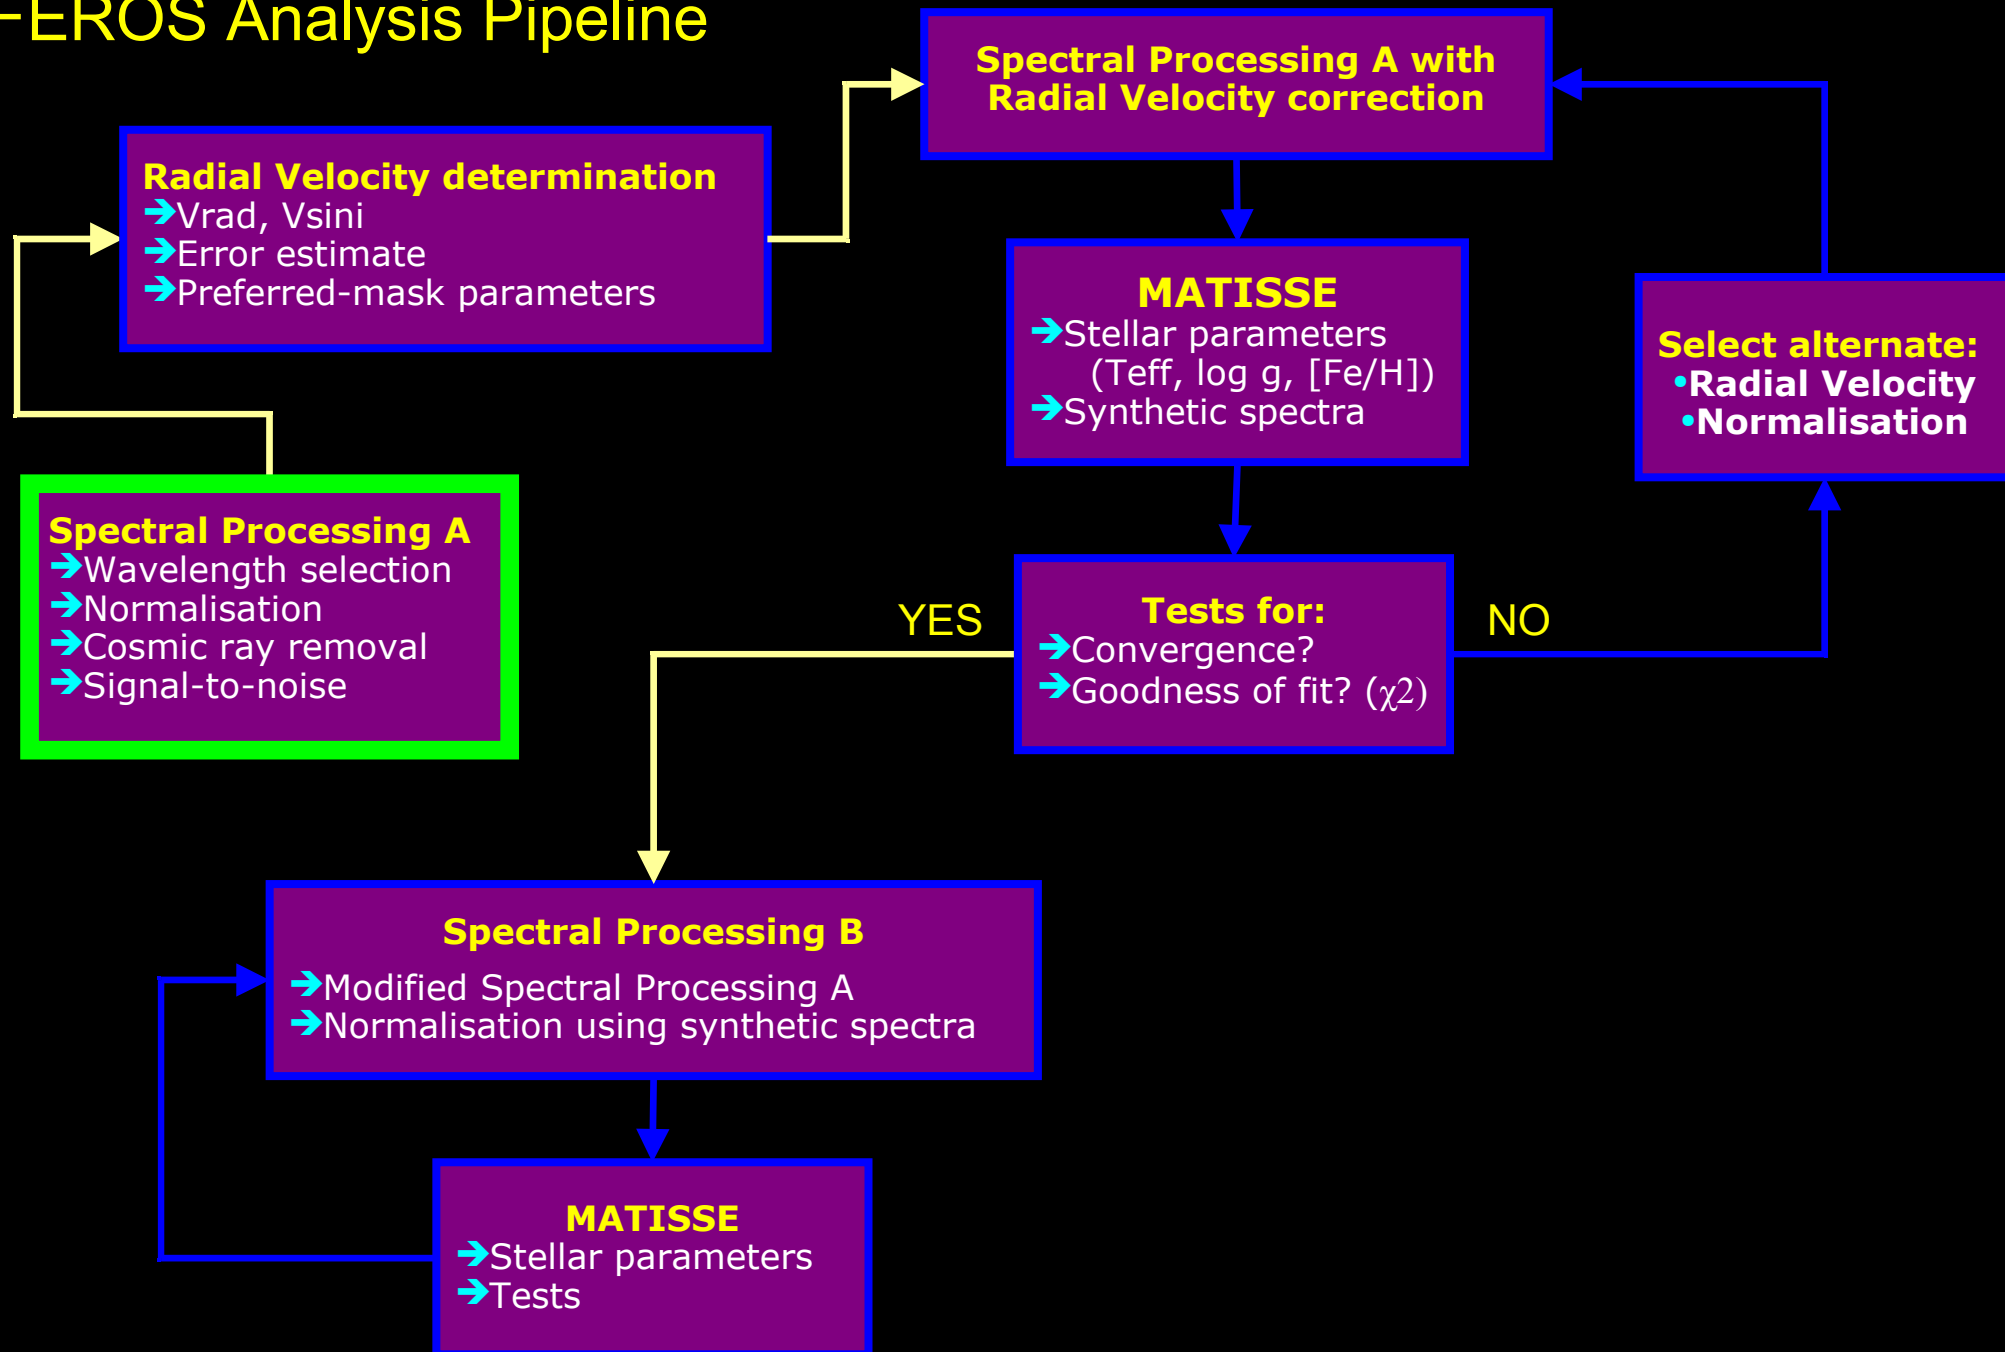 FEROS Analysis Pipeline
Spectral Processing A with
Radial Velocity correction
Radial Velocity determination
➔Vrad, Vsini
➔Error estimate
➔Preferred-mask parameters
MATISSE
➔Stellar parameters
(Teff, log g, [Fe/H])
➔Synthetic spectra
Select alternate:
•Radial Velocity
•Normalisation
Spectral Processing A
➔Wavelength selection
➔Normalisation
➔Cosmic ray removal
➔Signal-to-noise
YES
Tests for:
➔Convergence?
➔Goodness of fit? (χ2)
NO
Spectral Processing B
➔Modified Spectral Processing A
➔Normalisation using synthetic spectra
MATISSE
➔Stellar parameters
➔Tests